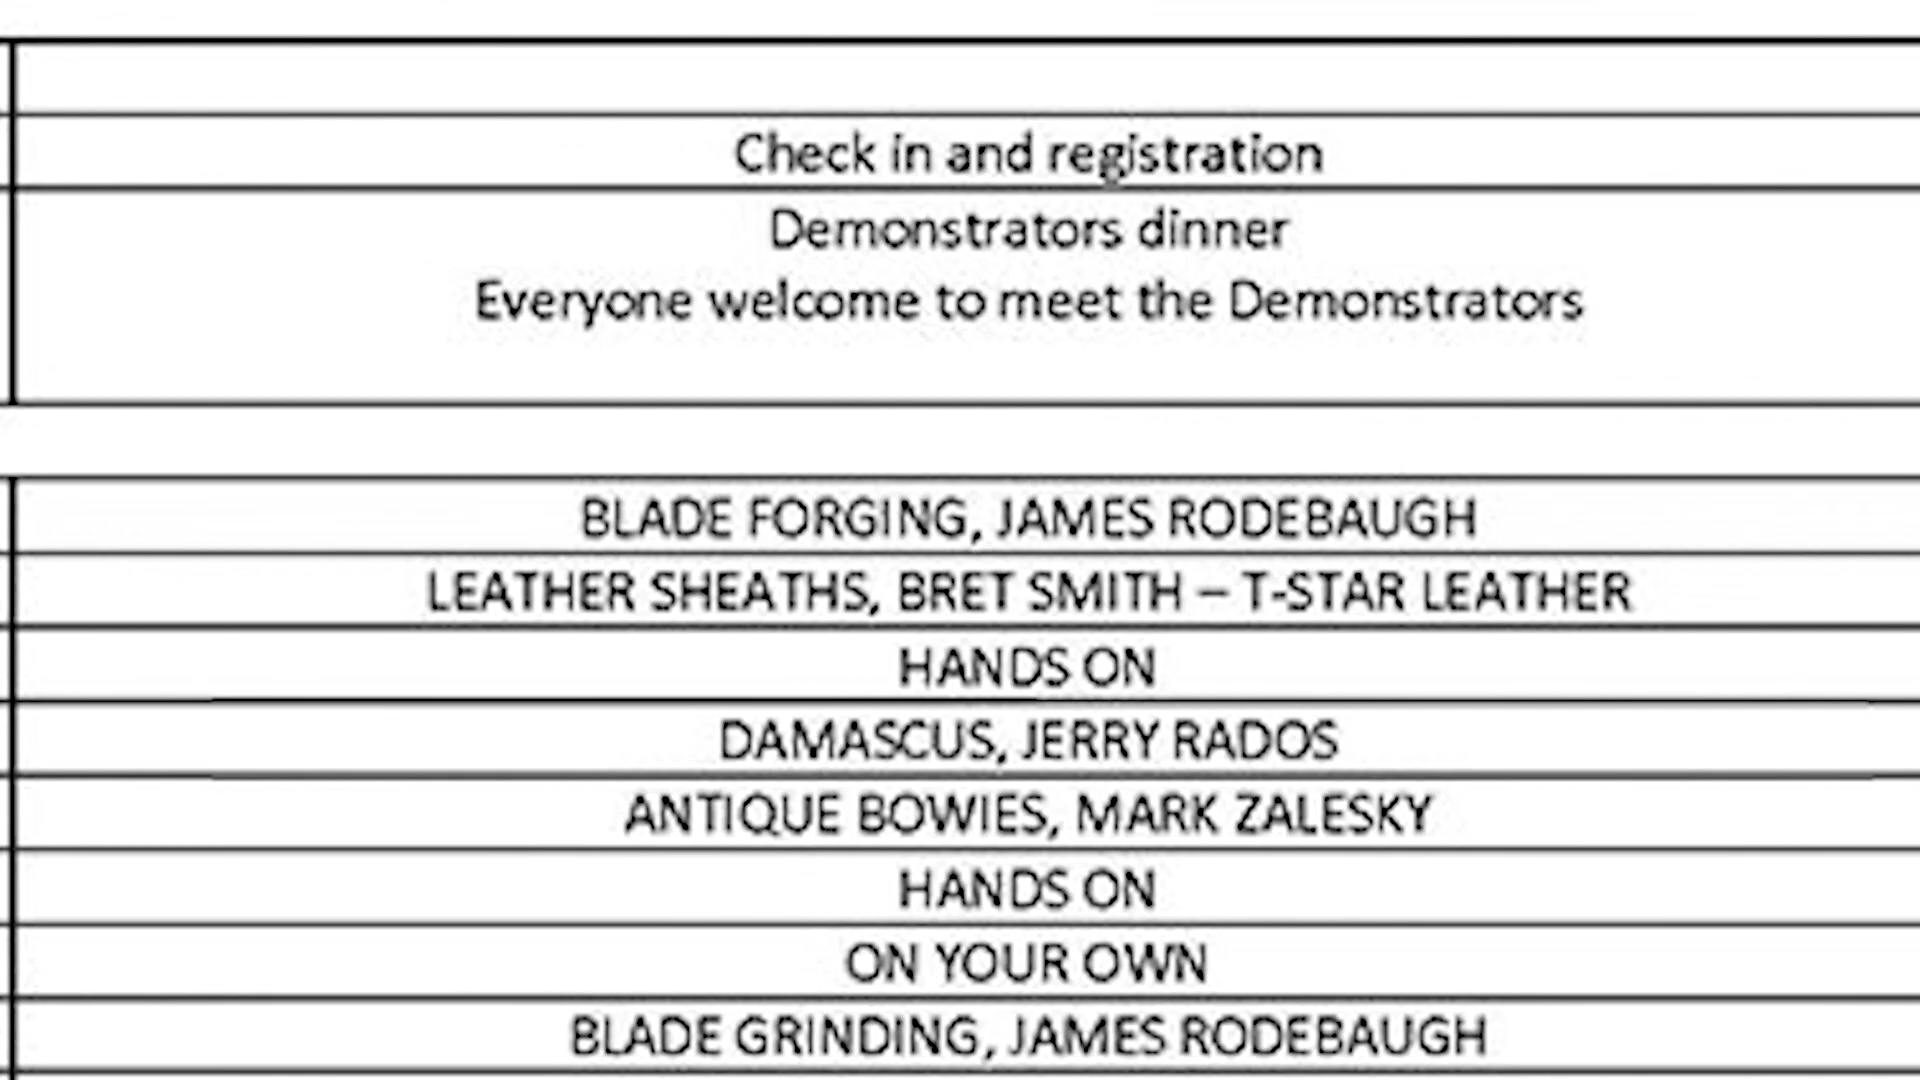 Check in and registration
Demonstrators dinner
Everyone welcome to meet the Demonstrators
BLADE FORGING, JAMES RODEBAUGH
LEATHER SHEATHS, BRET SMITH – T-STAR LEATHER
HANDS ON
DAMASCUS, JERRY RADOS
ANTIQUE BOWIES, MARK ZALESKY
HANDS ON
ON YOUR OWN
BLADE GRINDING, JAMES RODEBAUGH